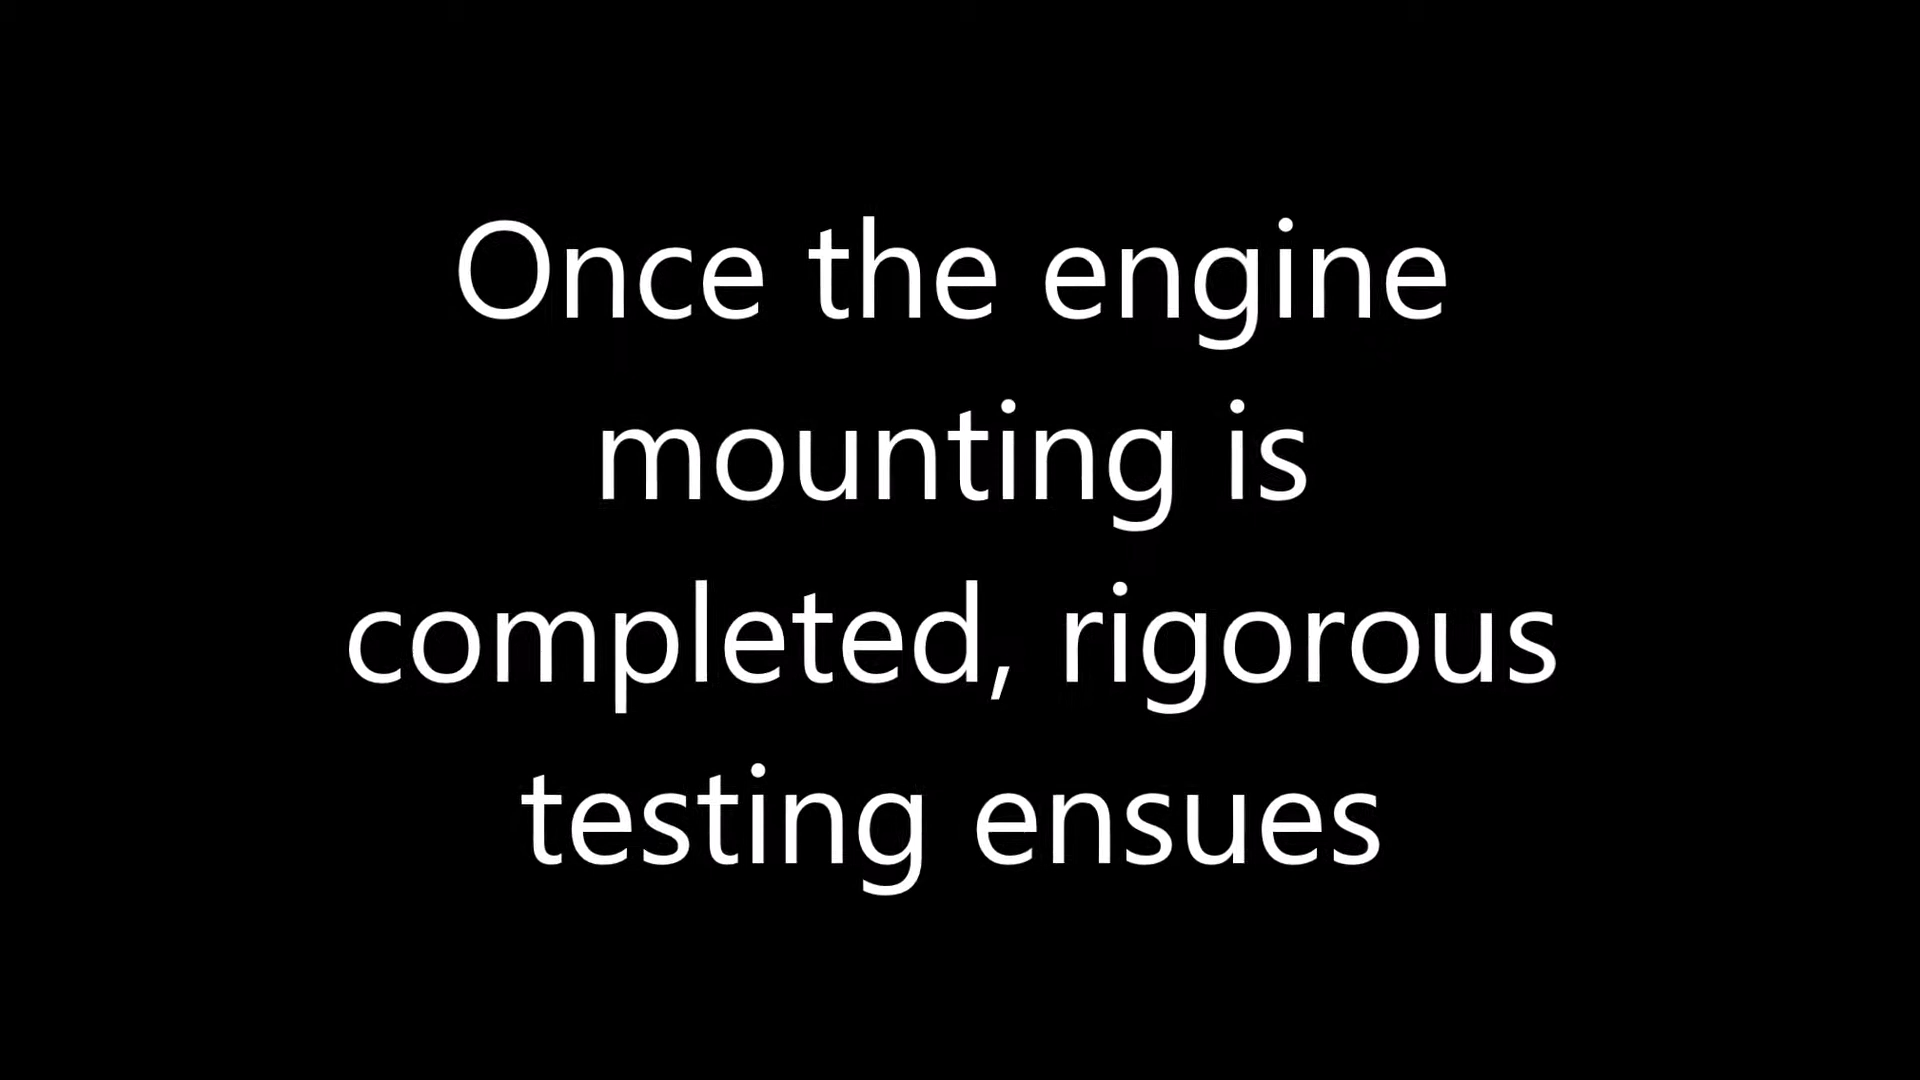 Once the engine
mounting is
completed, rigorous
testing ensues